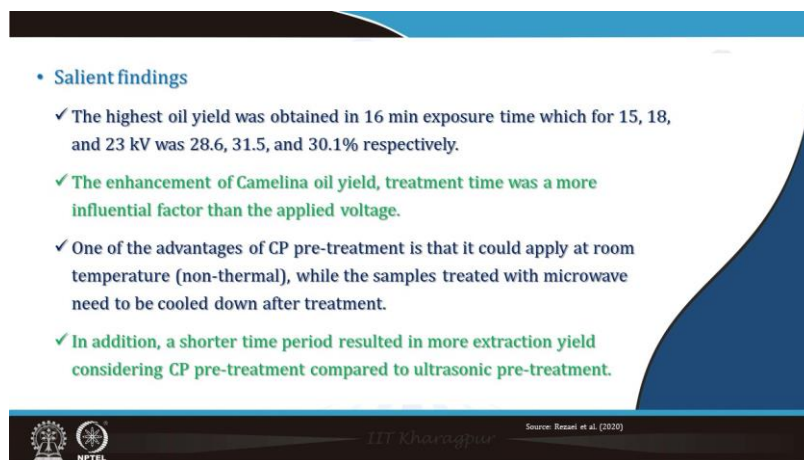 • Salient findings
✓ The highest oil yield was obtained in 16 min exposure time which for 15, 18,
and 23 kV was 28.6, 31.5, and 30.1% respectively.
✓ The enhancement of Camelina oil yield, treatment time was a more
influential factor than the applied voltage.
✓ One of the advantages of CP pre-treatment is that it could apply at room
temperature (non-thermal), while the samples treated with microwave
need to be cooled down after treatment.
✓ In addition, a shorter time period resulted in more extraction yield
considering CP pre-treatment compared to ultrasonic pre-treatment.
Source: Rezaei et al. (2020)
IIT Kharagpur
NPTEL